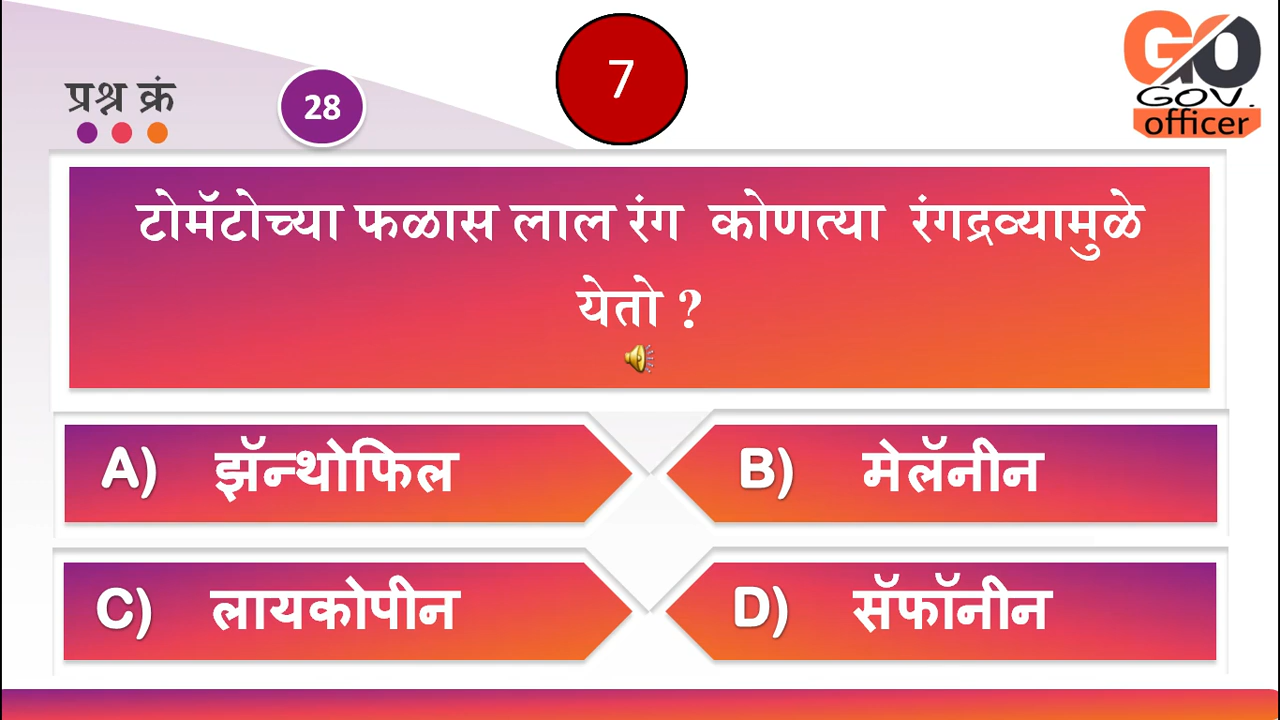 प्रश्न क्रं
28
7
GO
GOV.
officer
टोमॅटोच्या फळास लाल रंग कोणत्या रंगद्रव्यामुळे
येतो ?
A) झॅन्थोफिल
B) मेलॅनीन
C) लायकोपीन
D) सॅफॉनीन